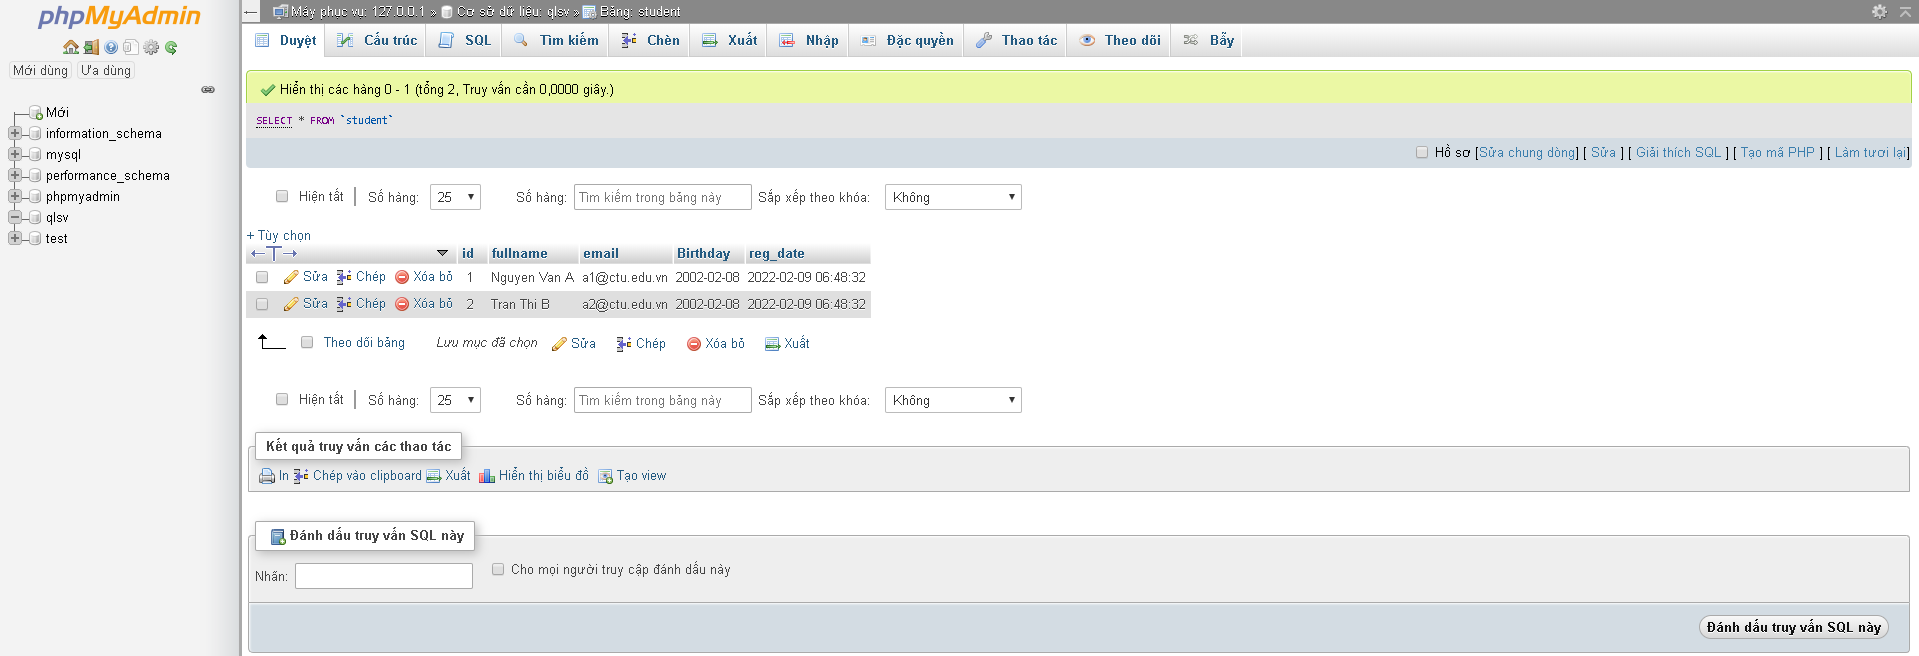 phpMyAdmin
Mới dùng Ưa dùng
Mới
information_schema
mysql
performance_schema
phpmyadmin
qlsv
test
Máy phục vụ: 127.0.0.1 » Cơ sở dữ liệu: qlsv » Bảng: student
Duyệt Cấu trúc SQL Tìm kiếm Chèn Xuất Nhập Đặc quyền Thao tác Theo dõi Bẫy
Hiển thị các hàng 0 - 1 (tổng 2, Truy vấn cần 0,0000 giây.)
SELECT * FROM `student`
Hồ sơ [Sửa chung dòng] [ Sửa ] [ Giải thích SQL ] [ Tạo mã PHP ] [ Làm tươi lại]
Hiện tất | Số hàng: 25 Số hàng: Tìm kiếm trong bảng này Sắp xếp theo khóa: Không
+ Tùy chọn
←T→ id fullname email Birthday reg_date
Sửa Chép Xóa bỏ 1 Nguyen Van A a1@ctu.edu.vn 2002-02-08 2022-02-09 06:48:32
Sửa Chép Xóa bỏ 2 Tran Thi B a2@ctu.edu.vn 2002-02-08 2022-02-09 06:48:32
Theo dõi bảng Lưu mục đã chọn Sửa Chép Xóa bỏ Xuất
Hiện tất | Số hàng: 25 Số hàng: Tìm kiếm trong bảng này Sắp xếp theo khóa: Không
Kết quả truy vấn các thao tác
In Chép vào clipboard Xuất Hiển thị biểu đồ Tạo view
Đánh dấu truy vấn SQL này
Nhãn: Cho mọi người truy cập đánh dấu này
Đánh dấu truy vấn SQL này